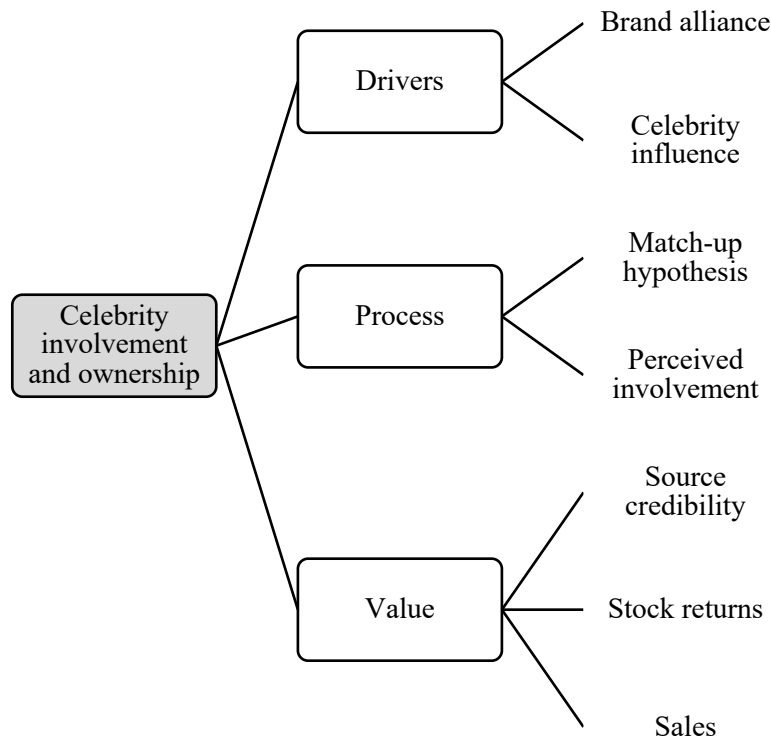 Celebrity
involvement
and ownership
Drivers
Brand alliance
Celebrity
influence
Process
Match-up
hypothesis
Perceived
involvement
Value
Source
credibility
Stock returns
Sales